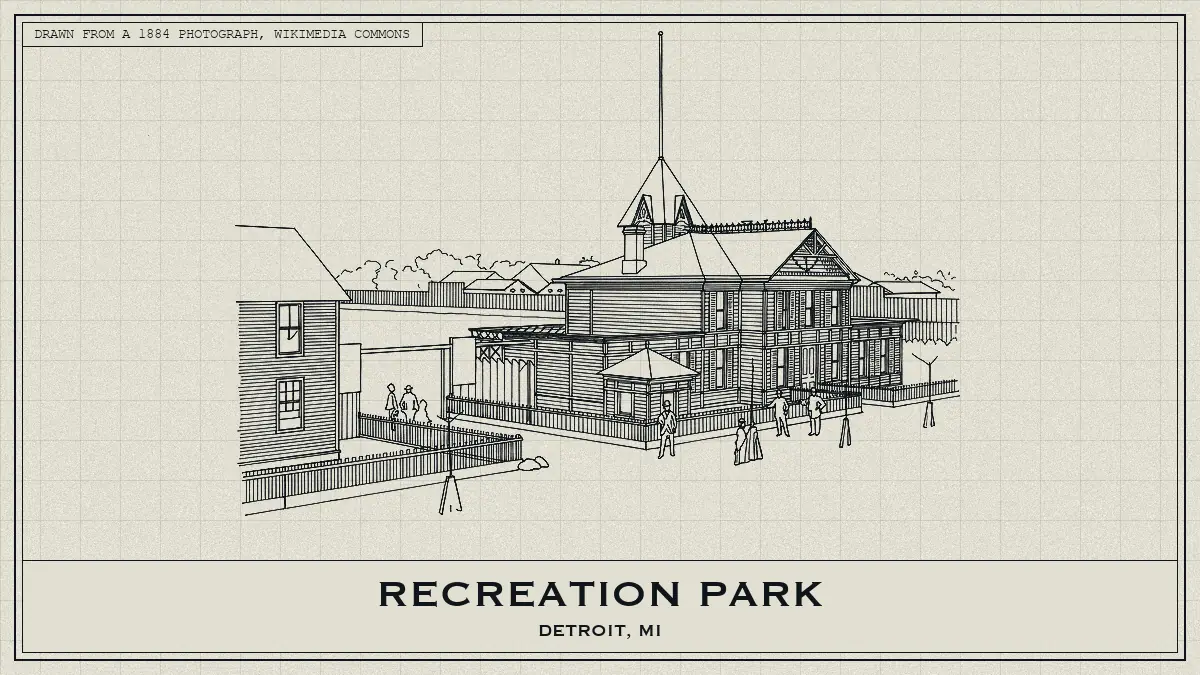 DRAWN FROM A 1884 PHOTOGRAPH, WIKIMEDIA COMMONS
RECREATION PARK
DETROIT, MI